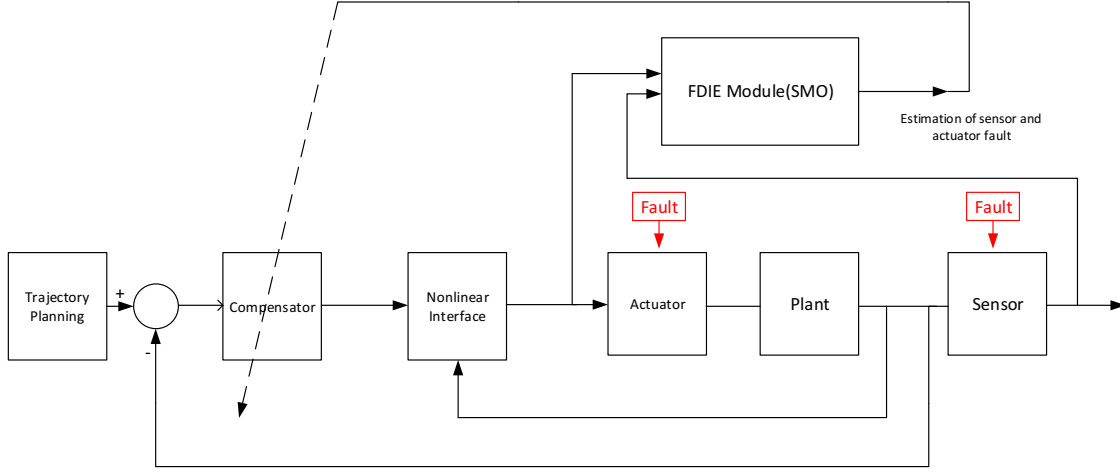 FDIE Module(SMO)
Estimation of sensor and
actuator fault
Fault
Fault
Trajectory
Planning
+
-
Compensator
Nonlinear
Interface
Actuator
Plant
Sensor